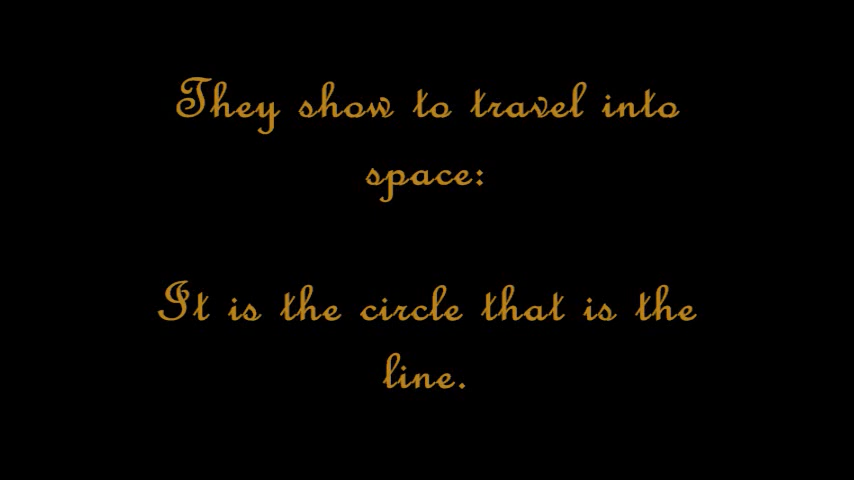 They show to travel into
space:
It is the circle that is the
line.